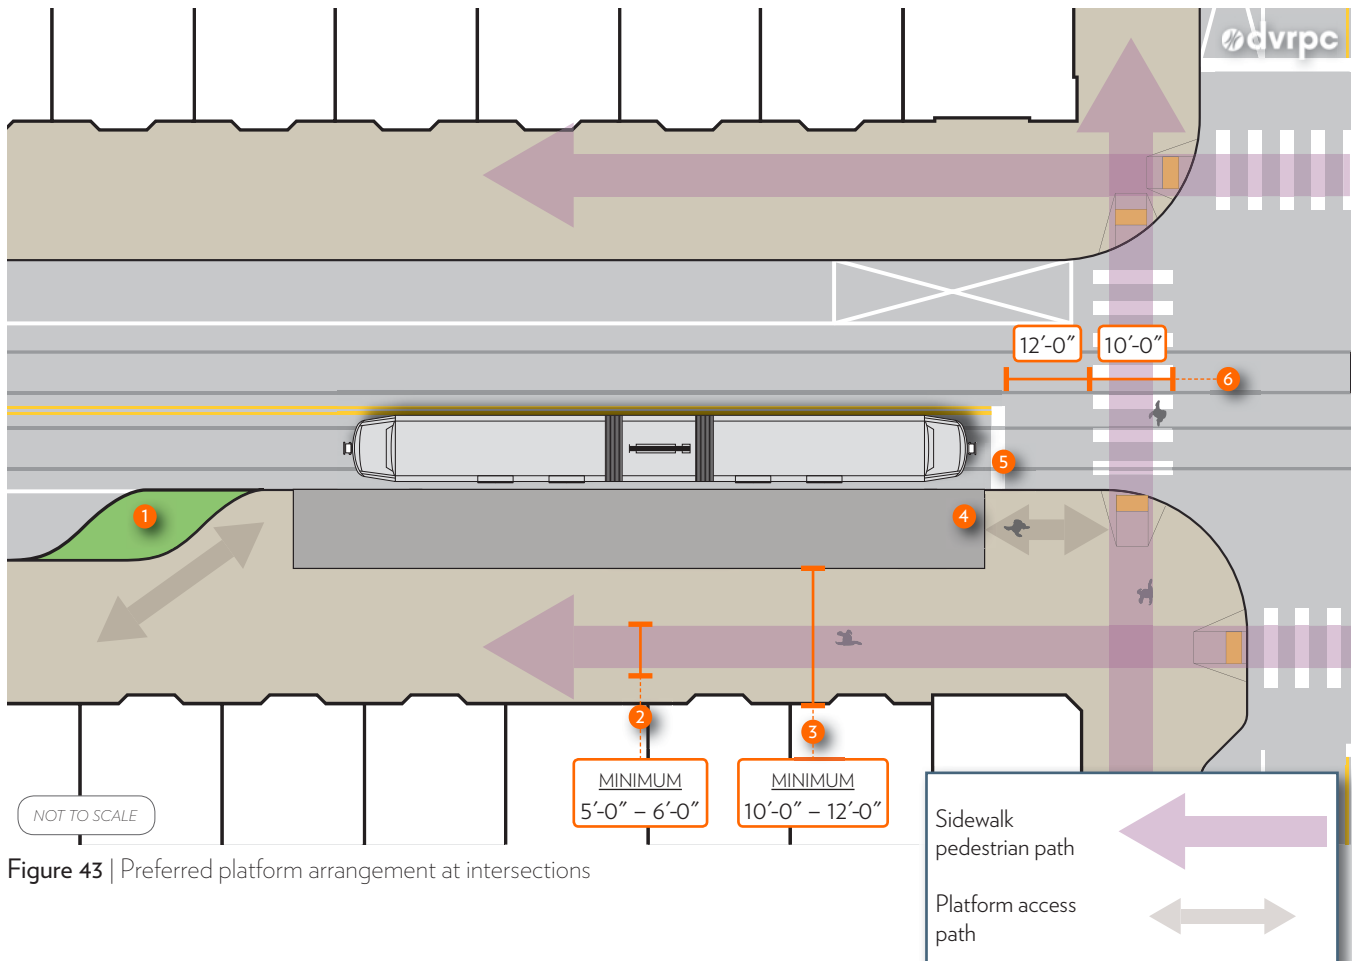 dvrpc
12′-0″
10′-0″
6
5
1
4
2
3
MINIMUM
5′-0″ – 6′-0″
MINIMUM
10′-0″ – 12′-0″
NOT TO SCALE
Sidewalk
pedestrian path
Platform access
path
Figure 43 | Preferred platform arrangement at intersections